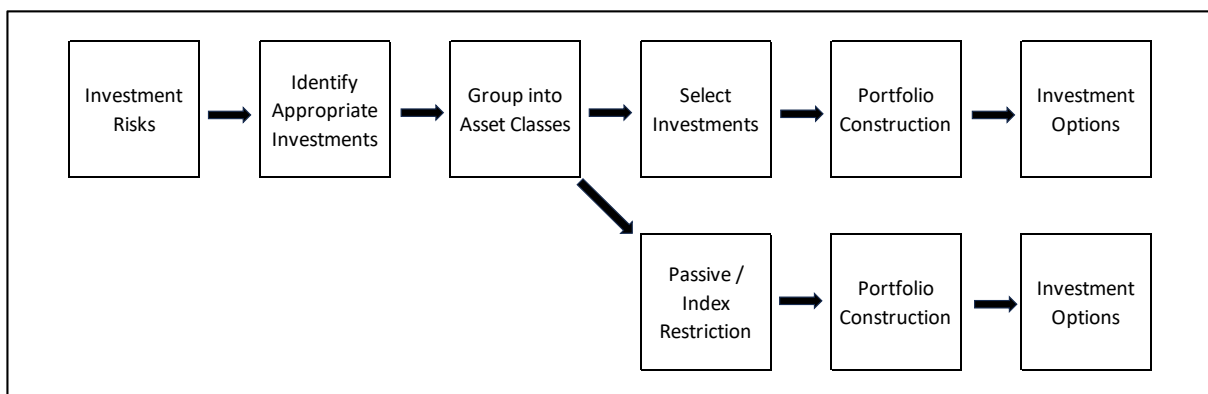 Investment
Risks
Identify
Appropriate
Investments
Group into
Asset Classes
Select
Investments
Portfolio
Construction
Investment
Options
Passive /
Index
Restriction
Portfolio
Construction
Investment
Options